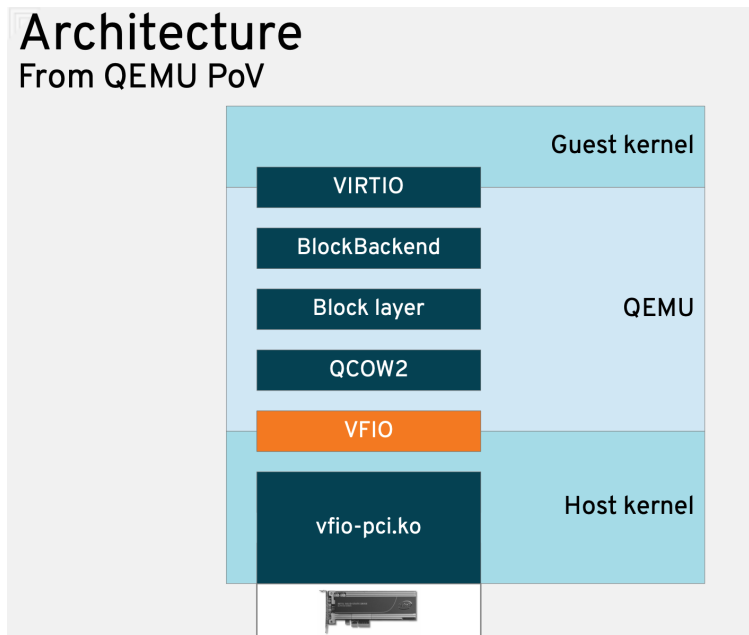 Architecture
From QEMU PoV
Guest kernel
VIRTIO
BlockBackend
Block layer
QEMU
QCOW2
VFIO
Host kernel
vfio-pci.ko